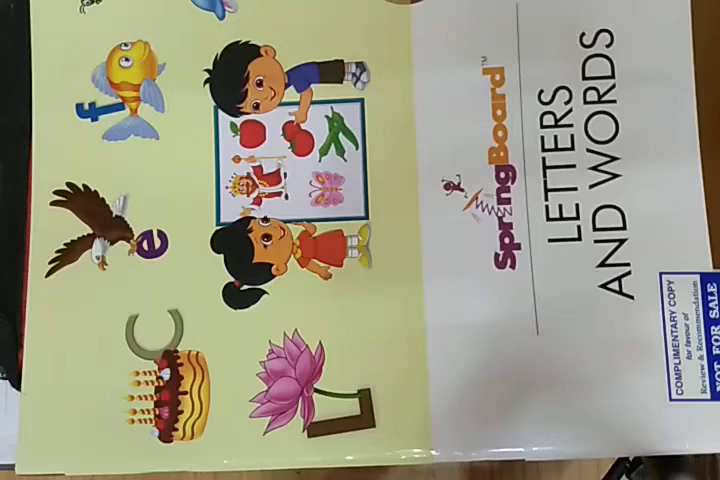 SpringBoard™
LETTERS
AND WORDS
COMPLIMENTARY COPY
for favour of
Review & Recommendation
NOT FOR SALE
f
e
c
l